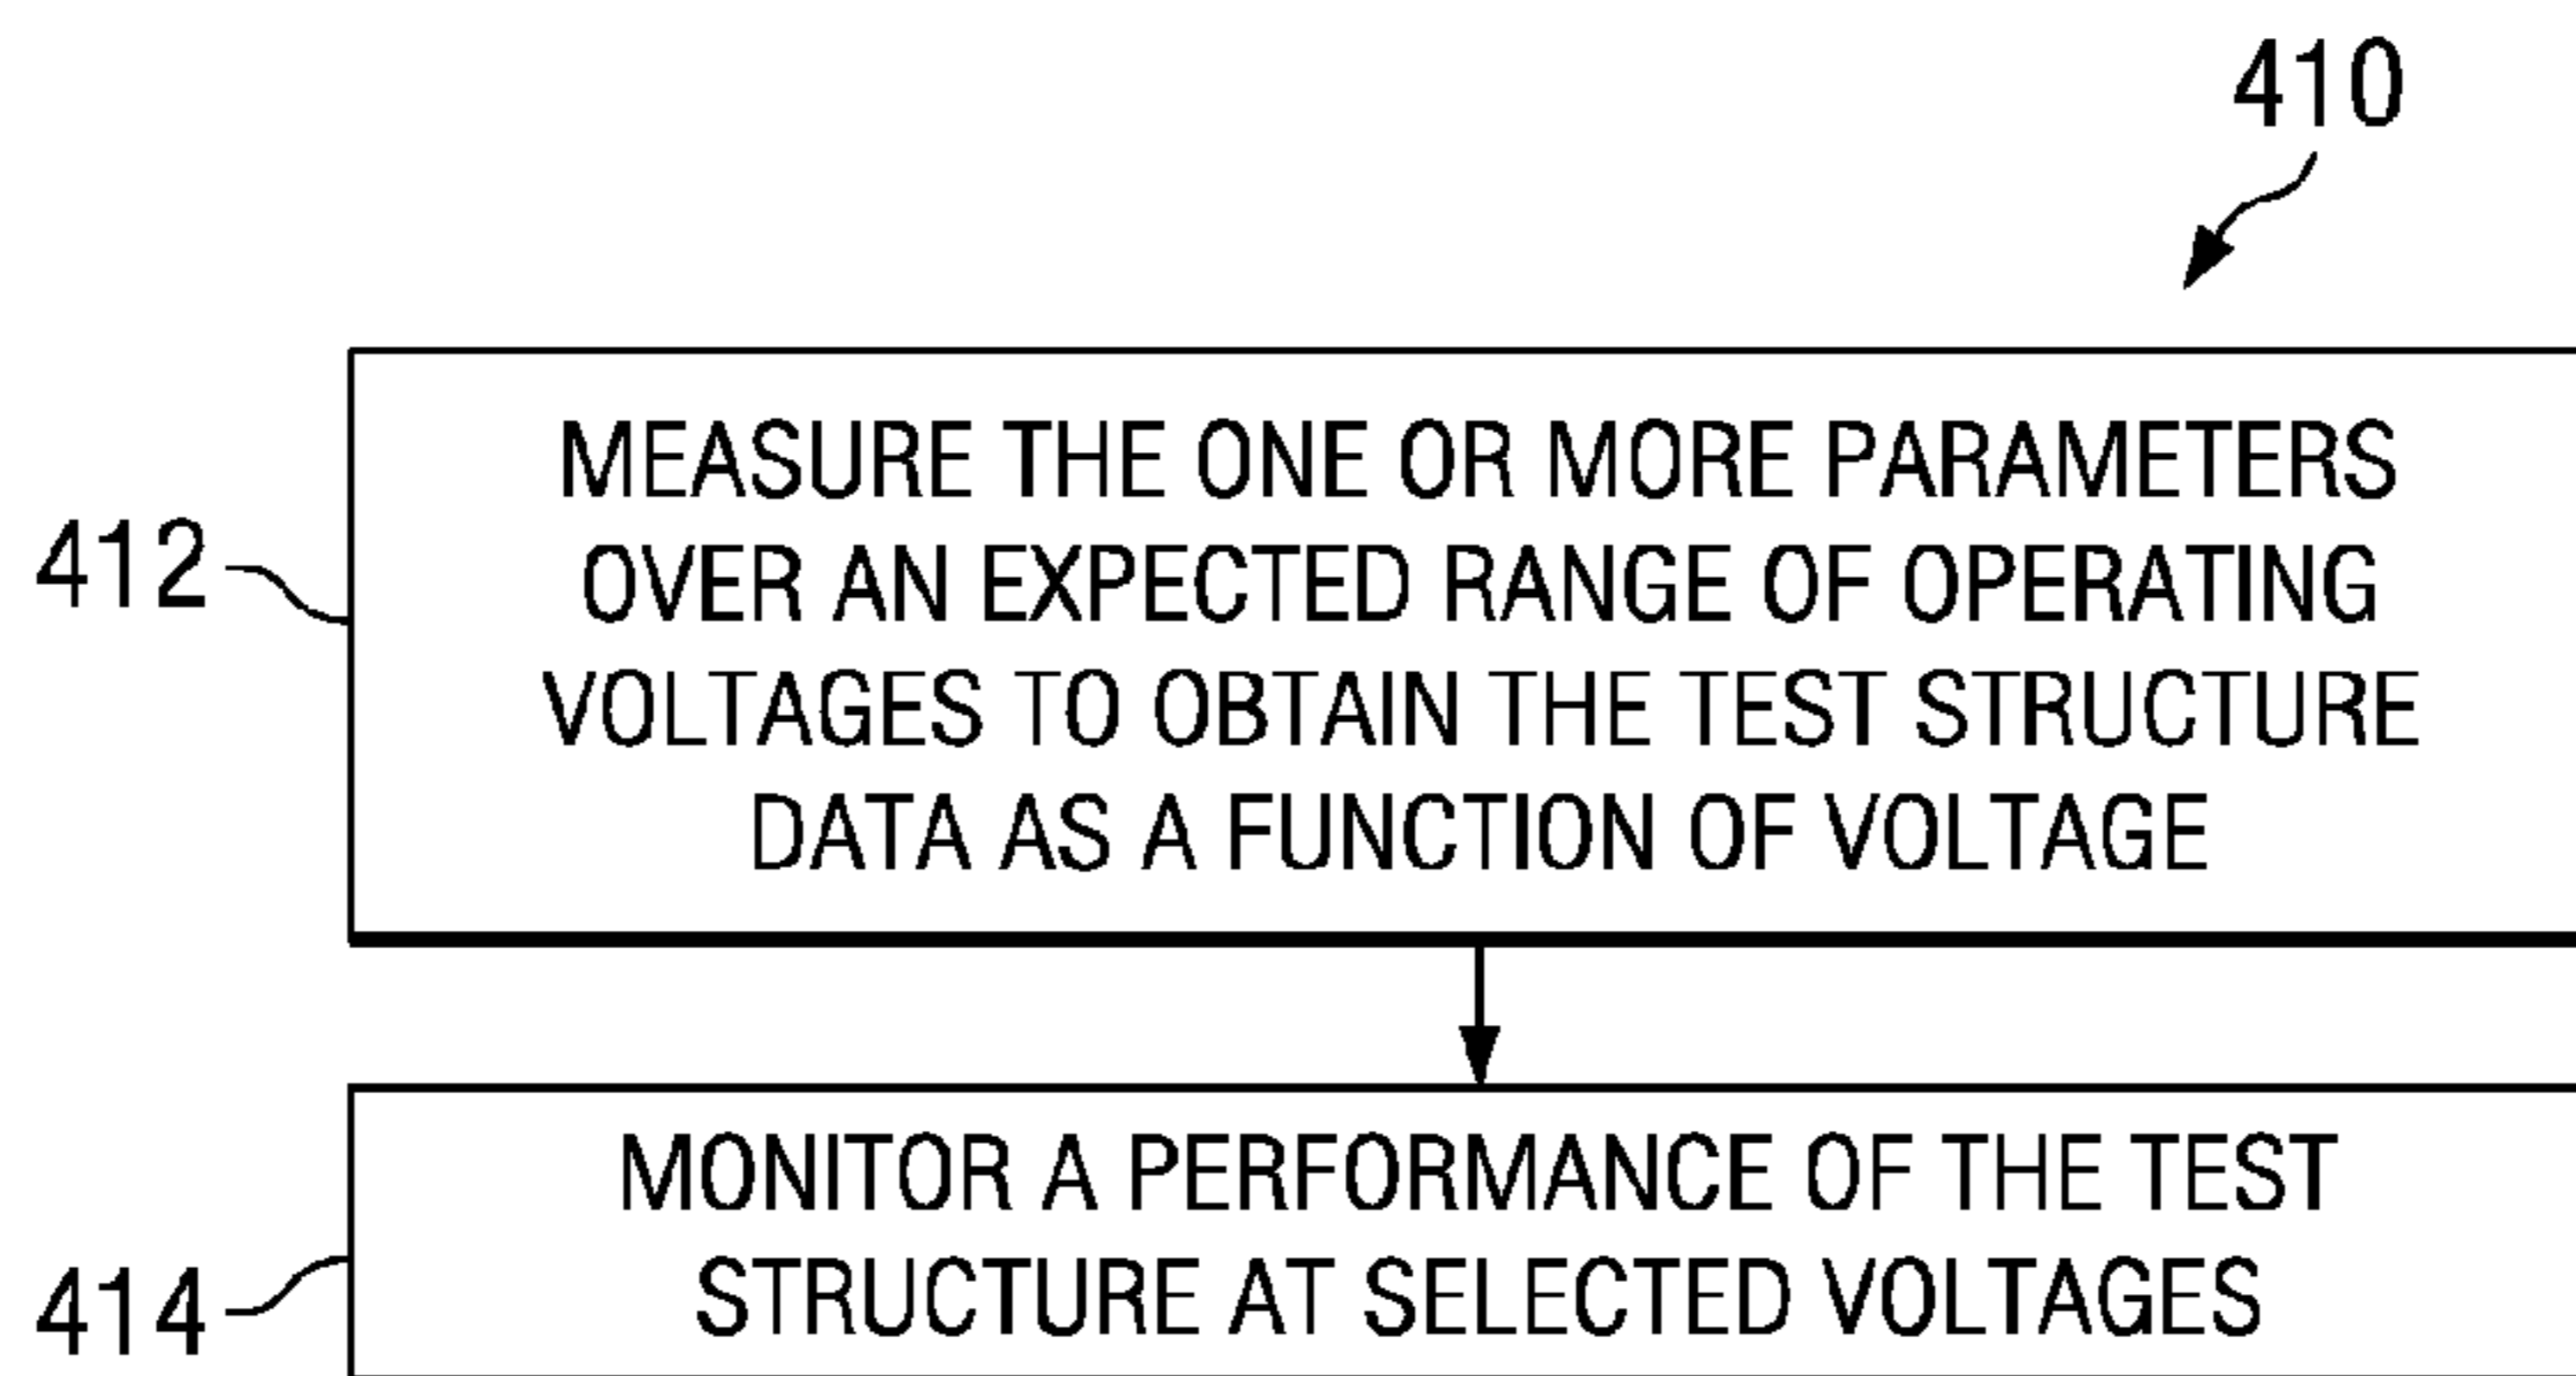 410
412
MEASURE THE ONE OR MORE PARAMETERS
OVER AN EXPECTED RANGE OF OPERATING
VOLTAGES TO OBTAIN THE TEST STRUCTURE
DATA AS A FUNCTION OF VOLTAGE
414
MONITOR A PERFORMANCE OF THE TEST
STRUCTURE AT SELECTED VOLTAGES